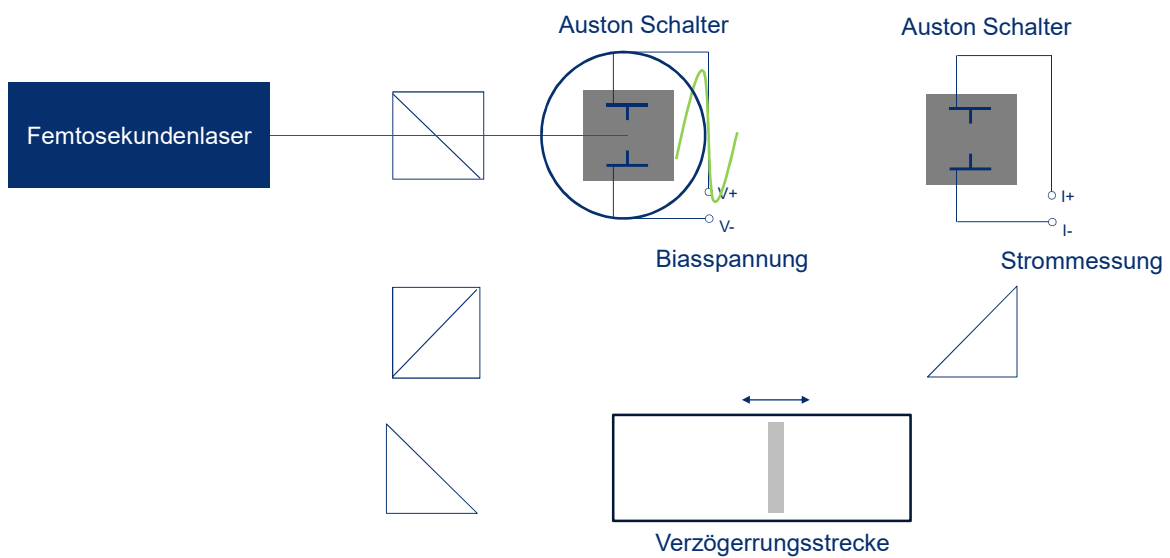 Auston Schalter
Auston Schalter
Femtosekundenlaser
V+
I+
V-
I-
Biasspannung
Strommessung
Verzögerrungsstrecke